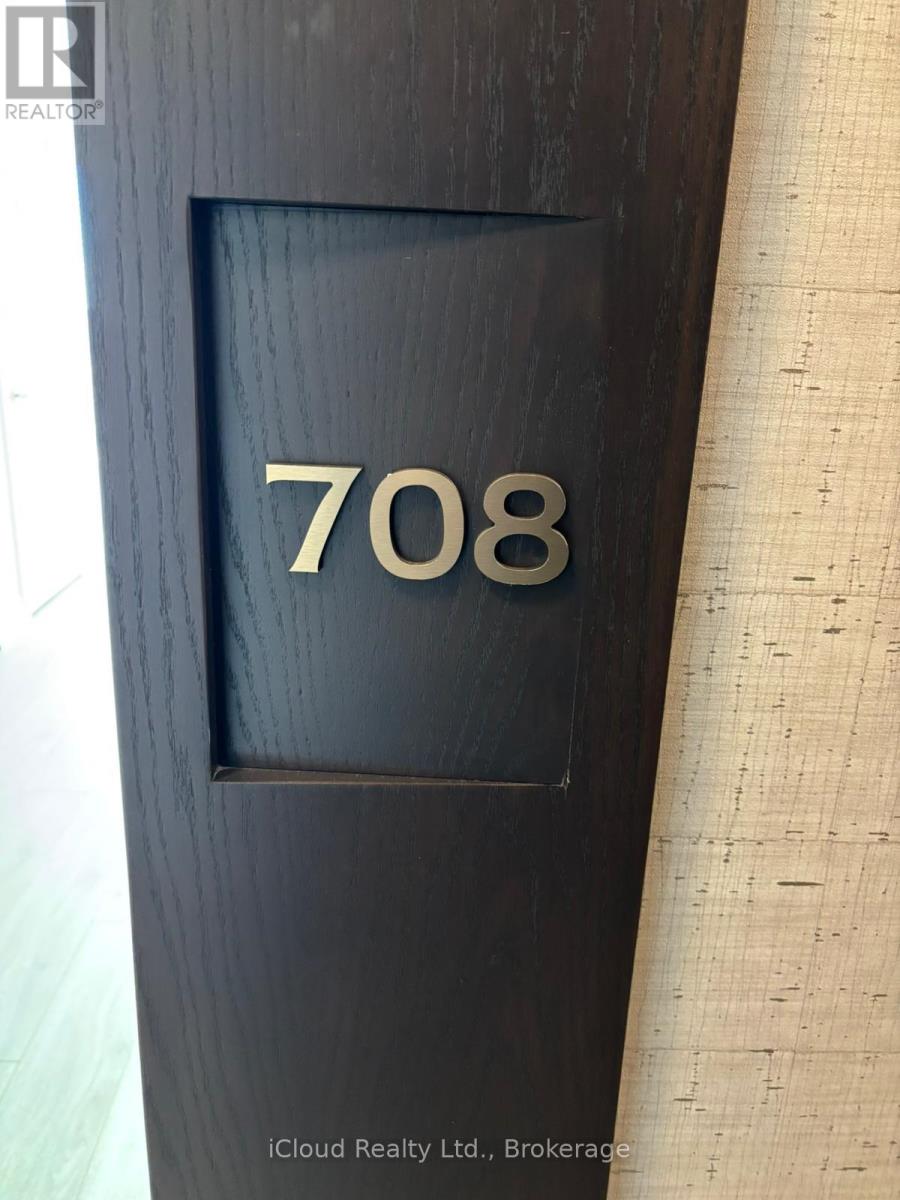 REALTOR®
708
iCloud Realty Ltd., Brokerage